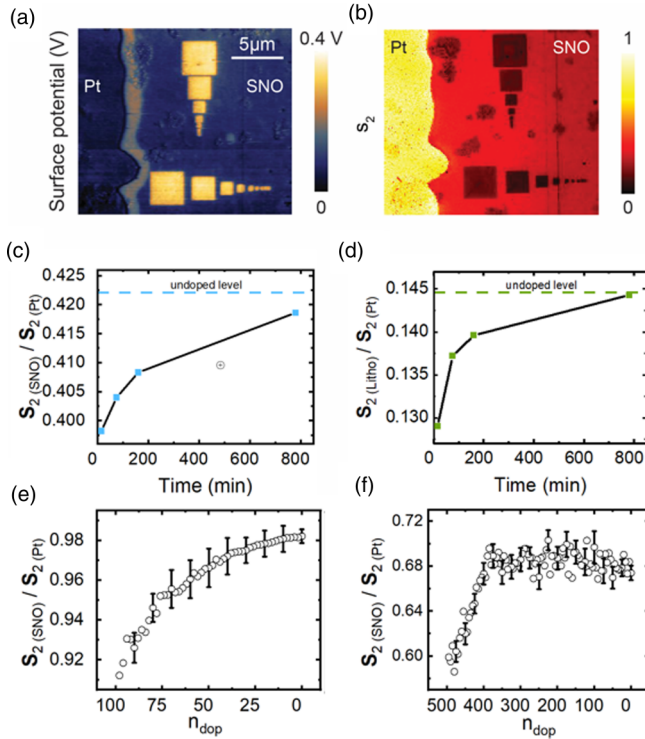 (a)
Surface potential (V)
Pt
5μm
SNO
0.4 V
0
(b)
S2
Pt
SNO
1
0
(c)
S2 (SNO) / S2 (Pt)
0.425
0.420
0.415
0.410
0.405
0.400
undoped level
0 200 400 600 800
Time (min)
(d)
S2 (Litho) / S2 (Pt)
0.145
0.140
0.135
0.130
undoped level
0 200 400 600 800
Time (min)
(e)
S2 (SNO) / S2 (Pt)
0.98
0.96
0.94
0.92
100 75 50 25 0
ndop
(f)
S2 (SNO) / S2 (Pt)
0.72
0.68
0.64
0.60
500 400 300 200 100 0
ndop